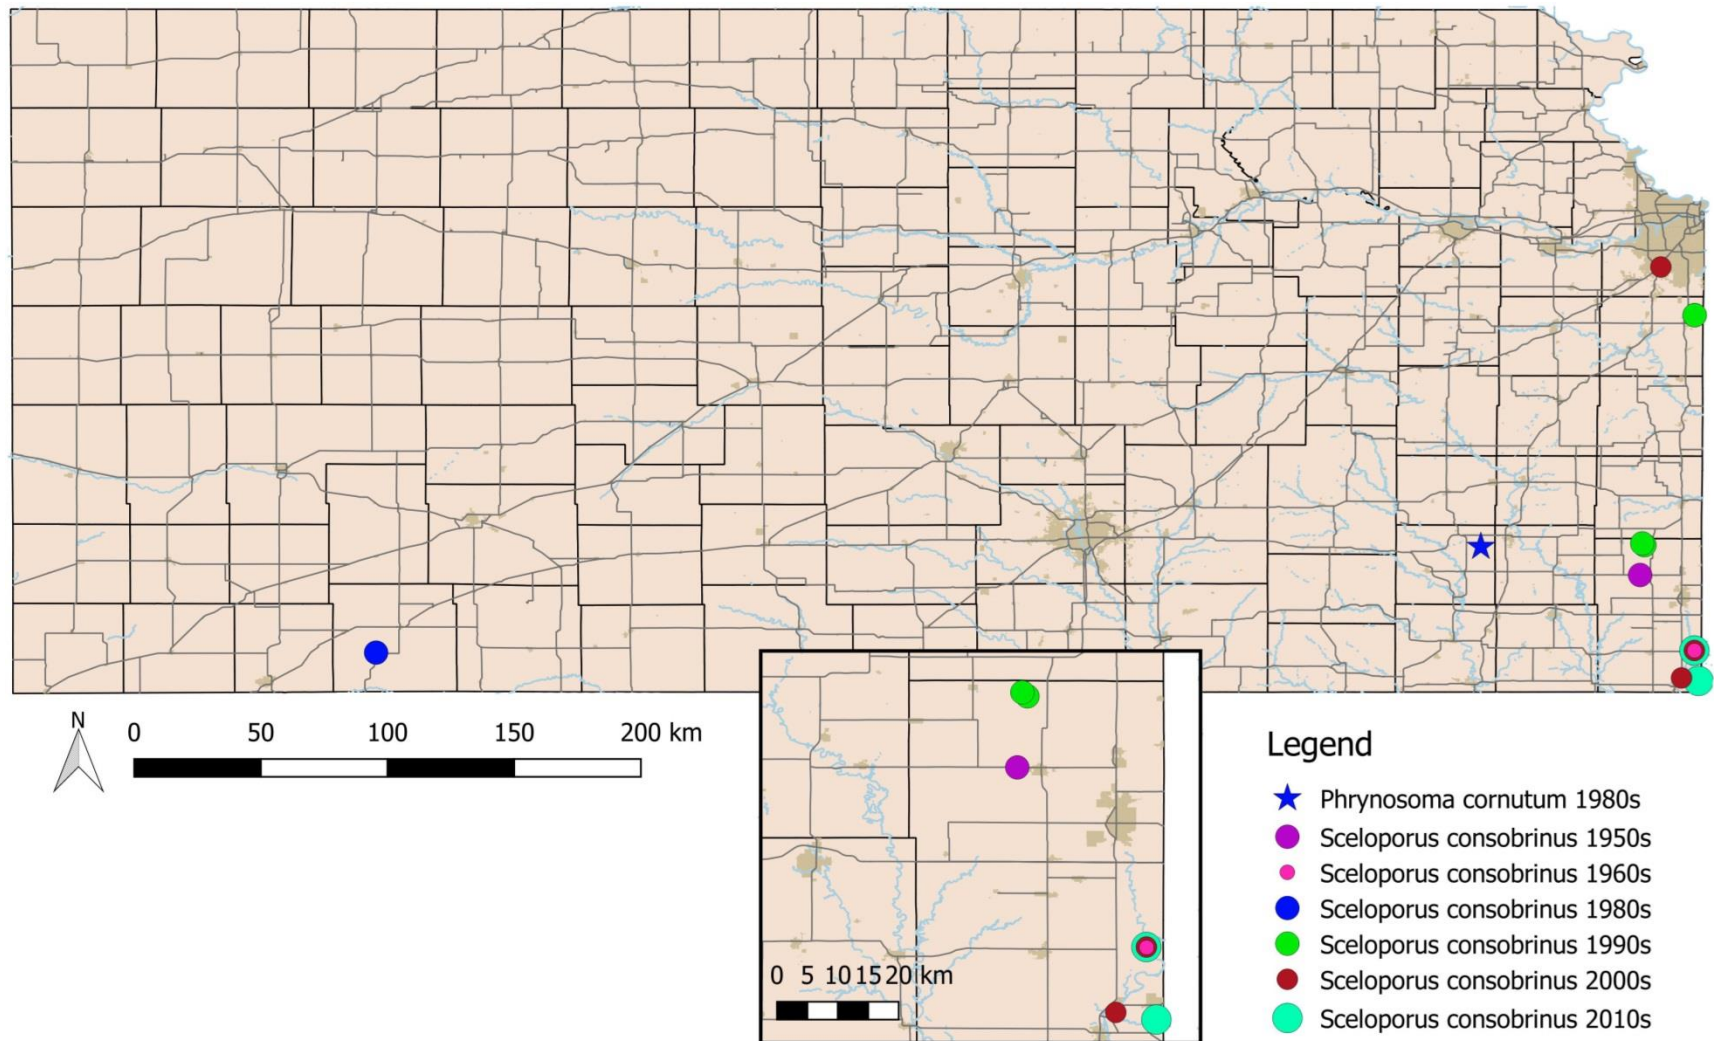 N
0 50 100 150 200 km
0 5 10 15 20 km
Legend
Phrynosoma cornutum 1980s
Sceloporus consobrinus 1950s
Sceloporus consobrinus 1960s
Sceloporus consobrinus 1980s
Sceloporus consobrinus 1990s
Sceloporus consobrinus 2000s
Sceloporus consobrinus 2010s